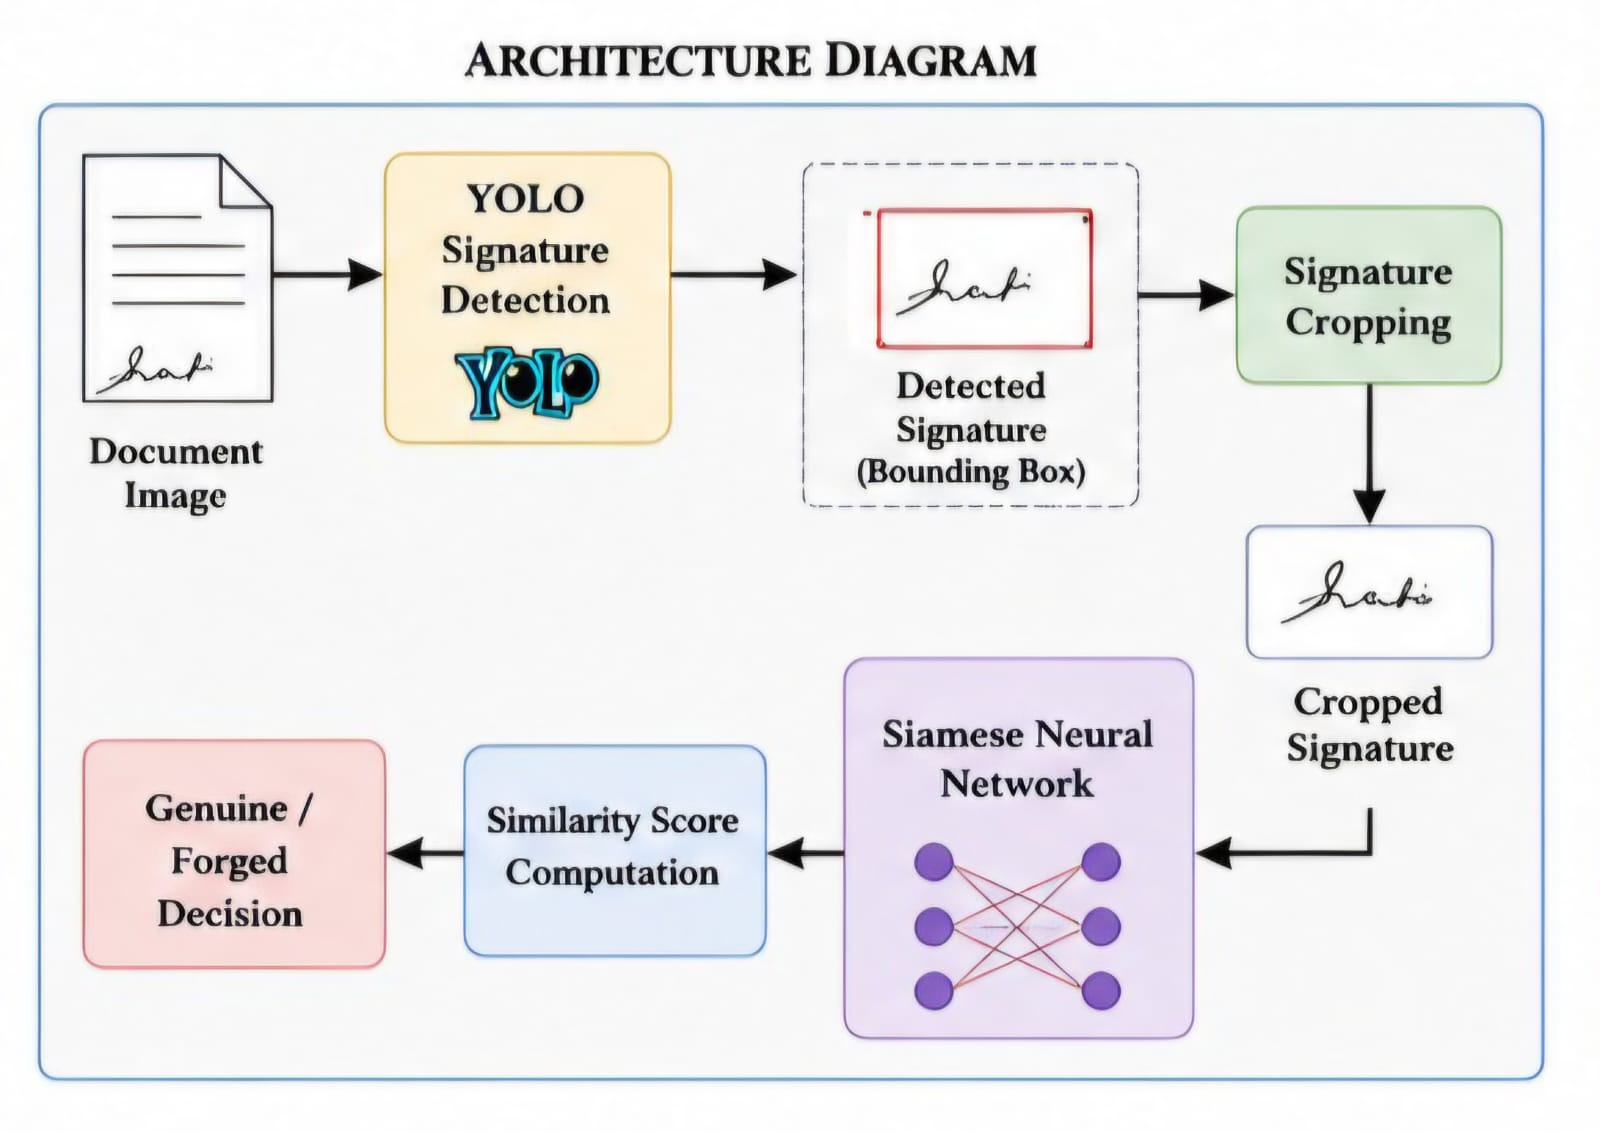 ARCHITECTURE DIAGRAM
YOLO
Signature
Detection
YOLO
Document
Image
Detected
Signature
(Bounding Box)
Signature
Cropping
Cropped
Signature
Siamese Neural
Network
Similarity Score
Computation
Genuine /
Forged
Decision